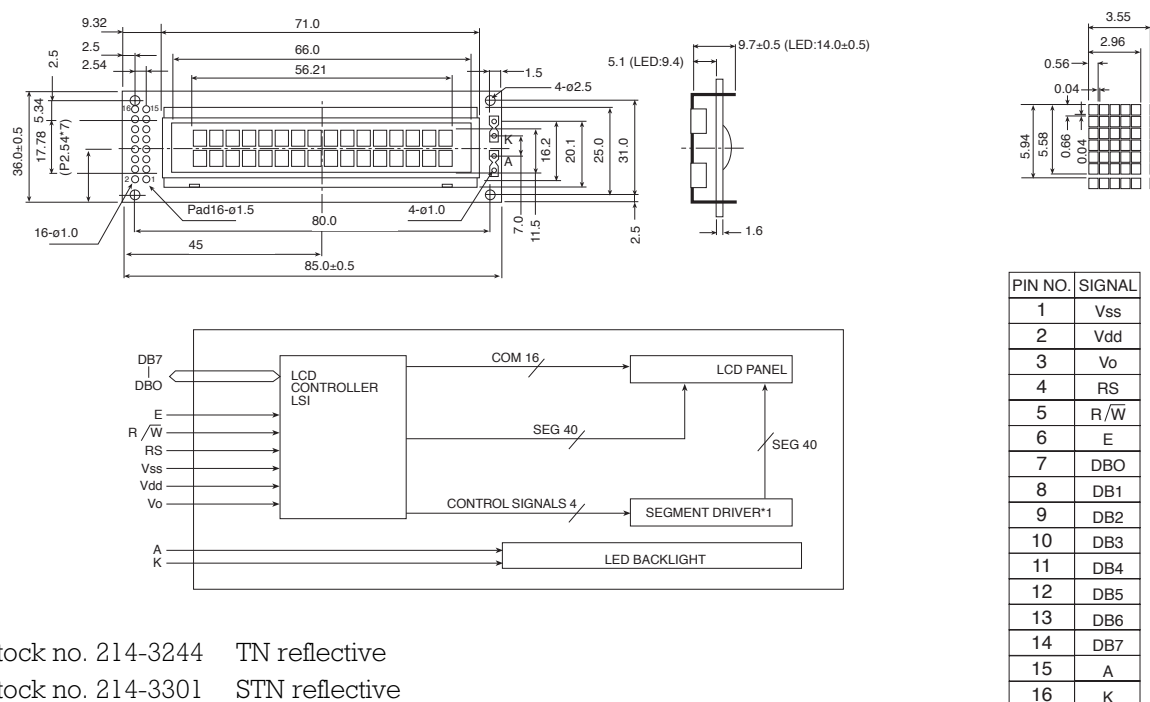 9.32
71.0
2.5
66.0
2.54
56.21
2.5
1.5
4-ø2.5
16
15
5.34
36.0±0.5
17.78
(P2.54*7)
K
A
16.2
20.1
25.0
31.0
2
1
Pad16-ø1.5
4-ø1.0
16-ø1.0
80.0
7.0
11.5
2.5
45
85.0±0.5
9.7±0.5 (LED:14.0±0.5)
5.1 (LED:9.4)
1.6
3.55
2.96
0.56
0.04
5.94
5.58
0.66
0.04
DB7
DBO
E
R/W̅
RS
Vss
Vdd
Vo
A
K
LCD
CONTROLLER
LSI
COM 16
LCD PANEL
SEG 40
SEG 40
CONTROL SIGNALS 4
SEGMENT DRIVER*1
LED BACKLIGHT
PIN NO. SIGNAL
1 Vss
2 Vdd
3 Vo
4 RS
5 R/W̅
6 E
7 DBO
8 DB1
9 DB2
10 DB3
11 DB4
12 DB5
13 DB6
14 DB7
15 A
16 K
tock no. 214-3244 TN reflective
tock no. 214-3301 STN reflective